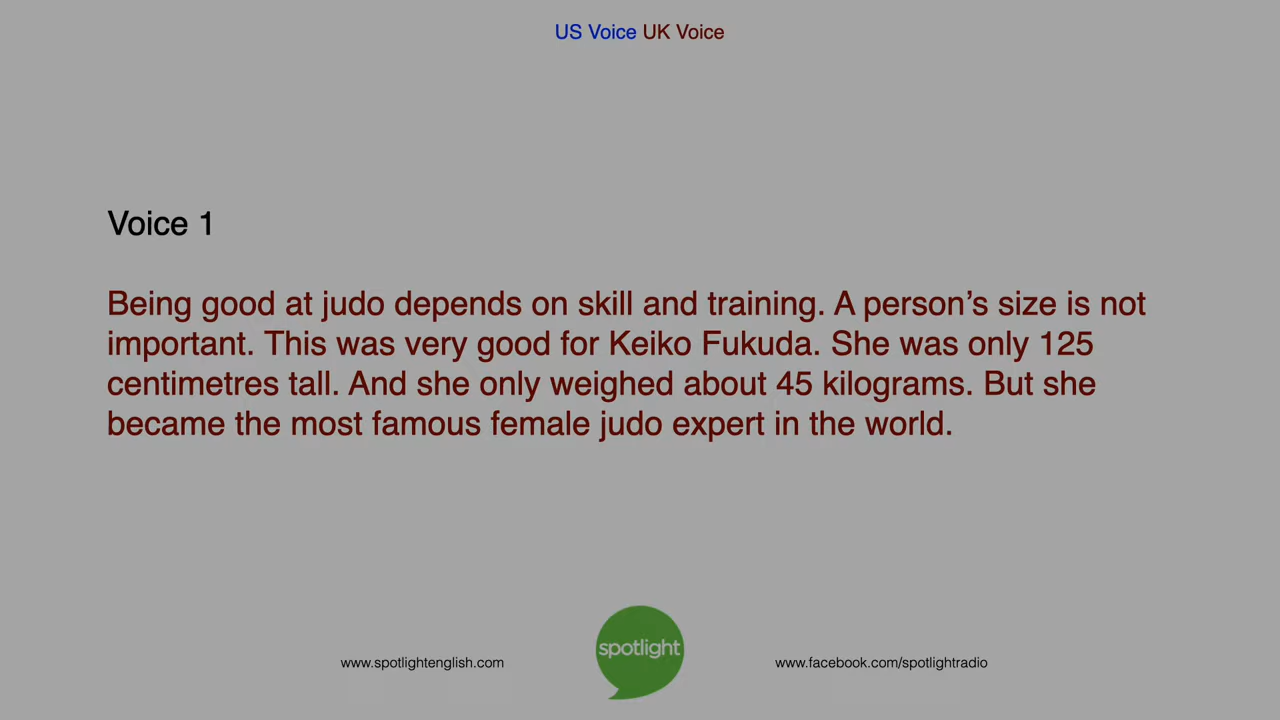 US Voice UK Voice
Voice 1
Being good at judo depends on skill and training. A person’s size is not
important. This was very good for Keiko Fukuda. She was only 125
centimetres tall. And she only weighed about 45 kilograms. But she
became the most famous female judo expert in the world.
spotlight
www.spotlightenglish.com
www.facebook.com/spotlightradio